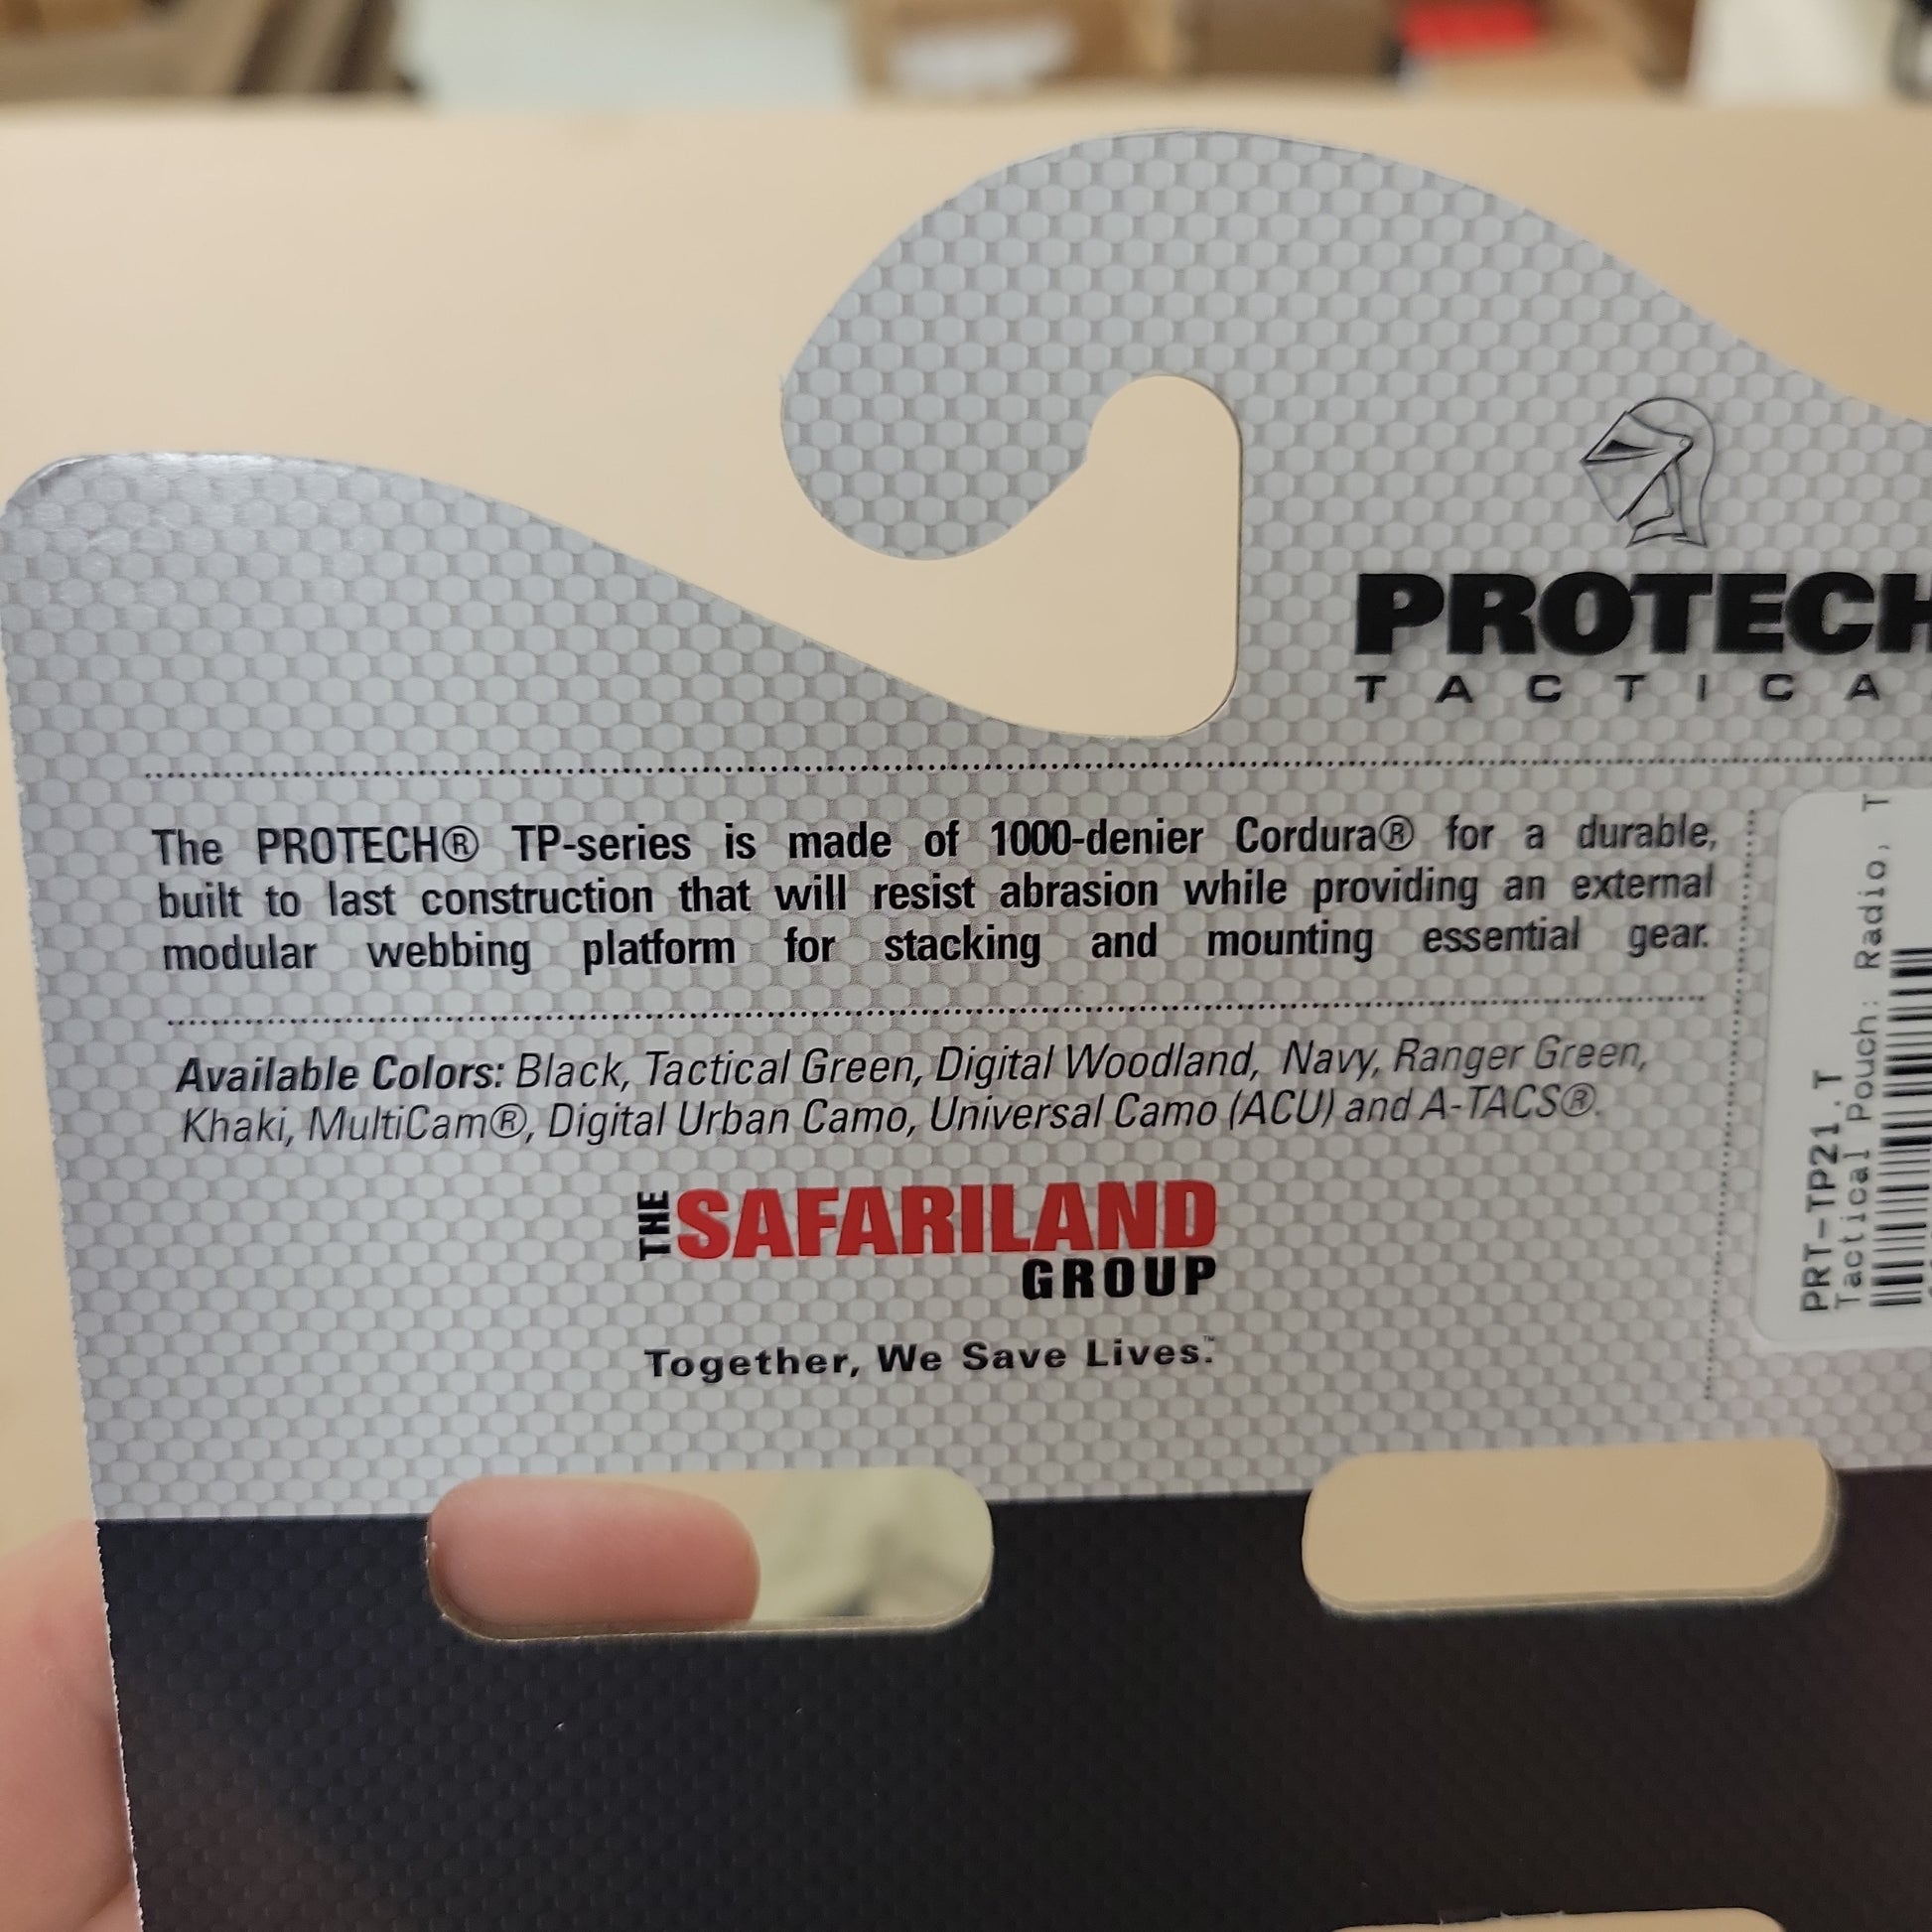 PROTECH
TACTICA
The PROTECH® TP-series is made of 1000-denier Cordura® for a durable,
built to last construction that will resist abrasion while providing an external
modular webbing platform for stacking and mounting essential gear.
Available Colors: Black, Tactical Green, Digital Woodland, Navy, Ranger Green,
Khaki, MultiCam®, Digital Urban Camo, Universal Camo (ACU) and A-TACS®.
THE SAFARILAND
GROUP
Together, We Save Lives.™
PRT-TP21.T
Tactical Pouch: Radio, T